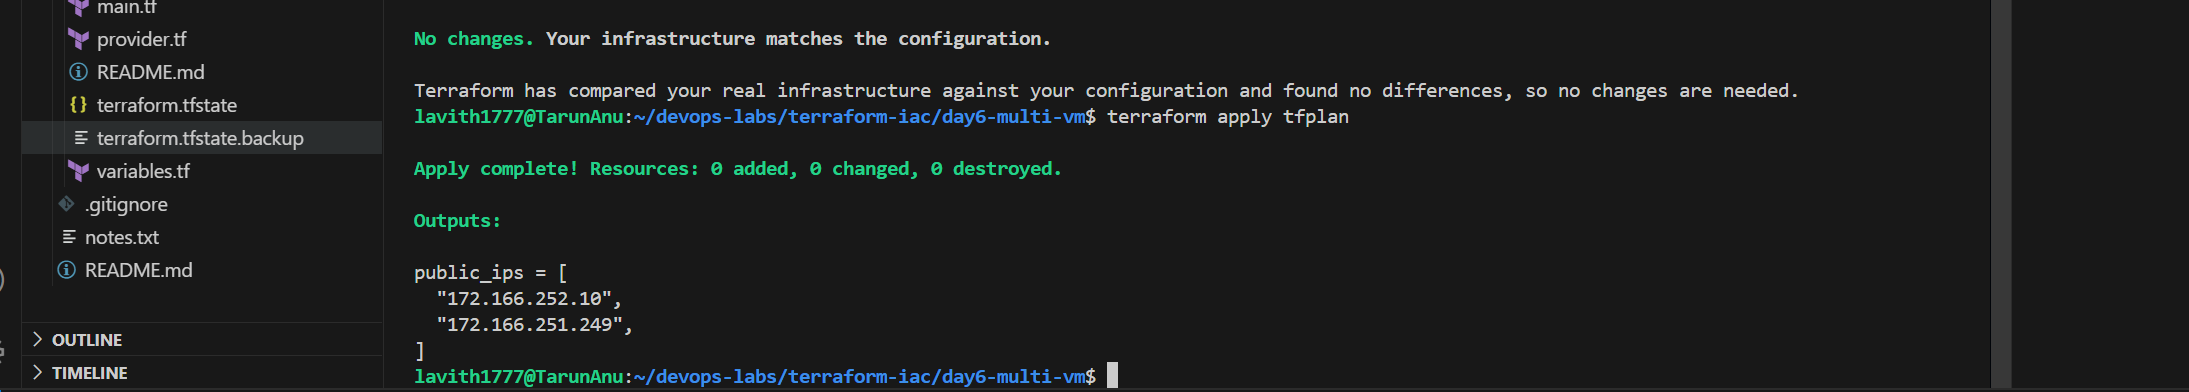 main.tf
provider.tf
README.md
terraform.tfstate
terraform.tfstate.backup
variables.tf
.gitignore
notes.txt
README.md
OUTLINE
TIMELINE
No changes. Your infrastructure matches the configuration.
Terraform has compared your real infrastructure against your configuration and found no differences, so no changes are needed.
lavith1777@TarunAnu:~/devops-labs/terraform-iac/day6-multi-vm$ terraform apply tfplan
Apply complete! Resources: 0 added, 0 changed, 0 destroyed.
Outputs:
public_ips = [
  "172.166.252.10",
  "172.166.251.249",
]
lavith1777@TarunAnu:~/devops-labs/terraform-iac/day6-multi-vm$